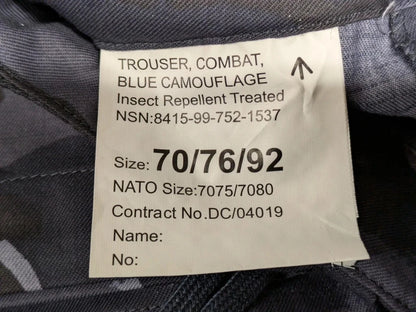 TROUSER, COMBAT,
BLUE CAMOUFLAGE
Insect Repellent Treated
NSN:8415-99-752-1537
Size: 70/76/92
NATO Size:7075/7080
Contract No.DC/04019
Name:
No: